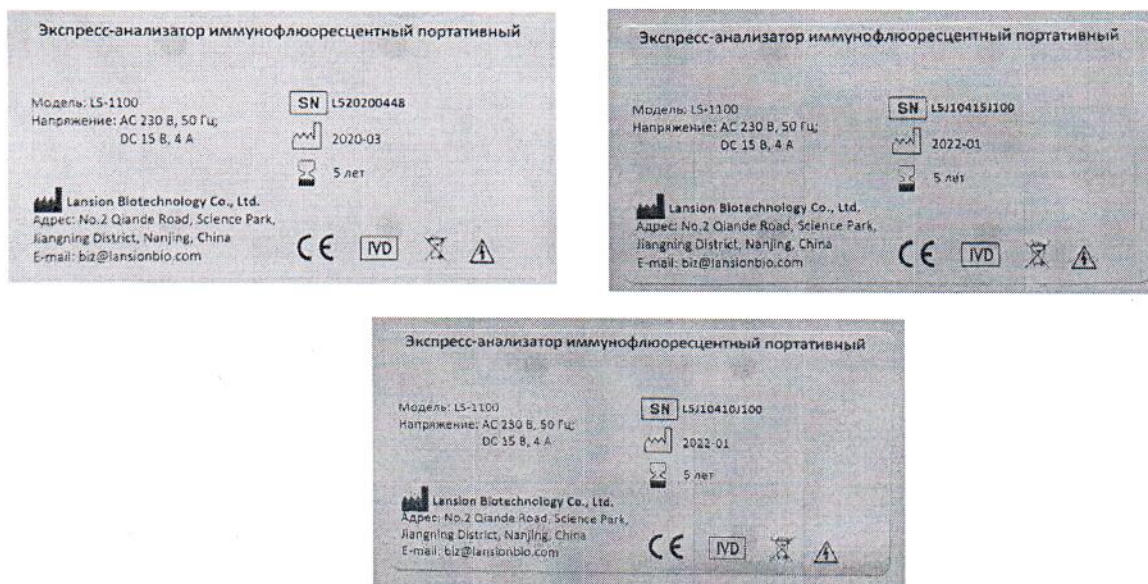 Экспресс-анализатор иммунофлюоресцентный портативный
Модель: LS-1100
Напряжение: AC 230 В, 50 Гц;
DC 15 В, 4 А
SN LS20200448
2020-03
5 лет
Lansion Biotechnology Co., Ltd.
Адрес: No.2 Qiande Road, Science Park,
Jiangning District, Nanjing, China
E-mail: biz@lansionbio.com
CE IVD
Экспресс-анализатор иммунофлюоресцентный портативный
Модель: LS-1100
Напряжение: AC 230 В, 50 Гц;
DC 15 В, 4 А
SN LSJ10415J100
2022-01
5 лет
Lansion Biotechnology Co., Ltd.
Адрес: No.2 Qiande Road, Science Park,
Jiangning District, Nanjing, China
E-mail: biz@lansionbio.com
CE IVD
Экспресс-анализатор иммунофлюоресцентный портативный
Модель: LS-1100
Напряжение: AC 230 В, 50 Гц;
DC 15 В, 4 А
SN LSJ10410J100
2022-01
5 лет
Lansion Biotechnology Co., Ltd.
Адрес: No.2 Qiande Road, Science Park,
Jiangning District, Nanjing, China
E-mail: biz@lansionbio.com
CE IVD